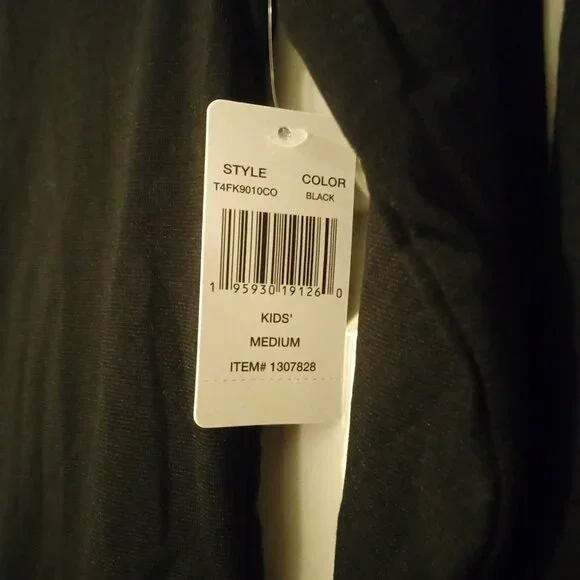 STYLE COLOR
T4FK9010CO BLACK
1 95930 19126 0
KIDS'
MEDIUM
ITEM# 1307828